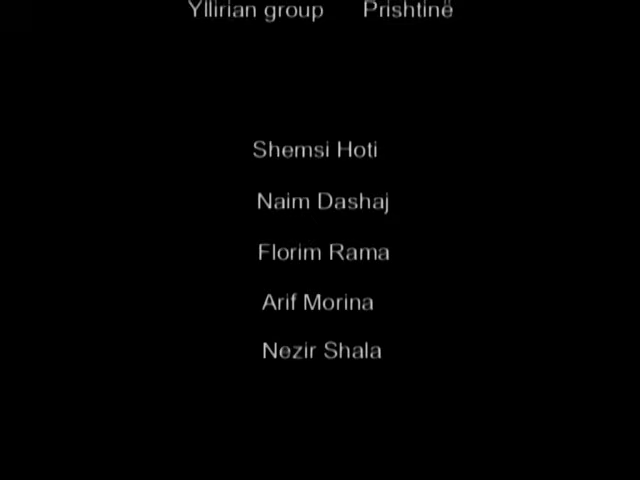 Yllirian group Prishtinë
Shemsi Hoti
Naim Dashaj
Florim Rama
Arif Morina
Nezir Shala